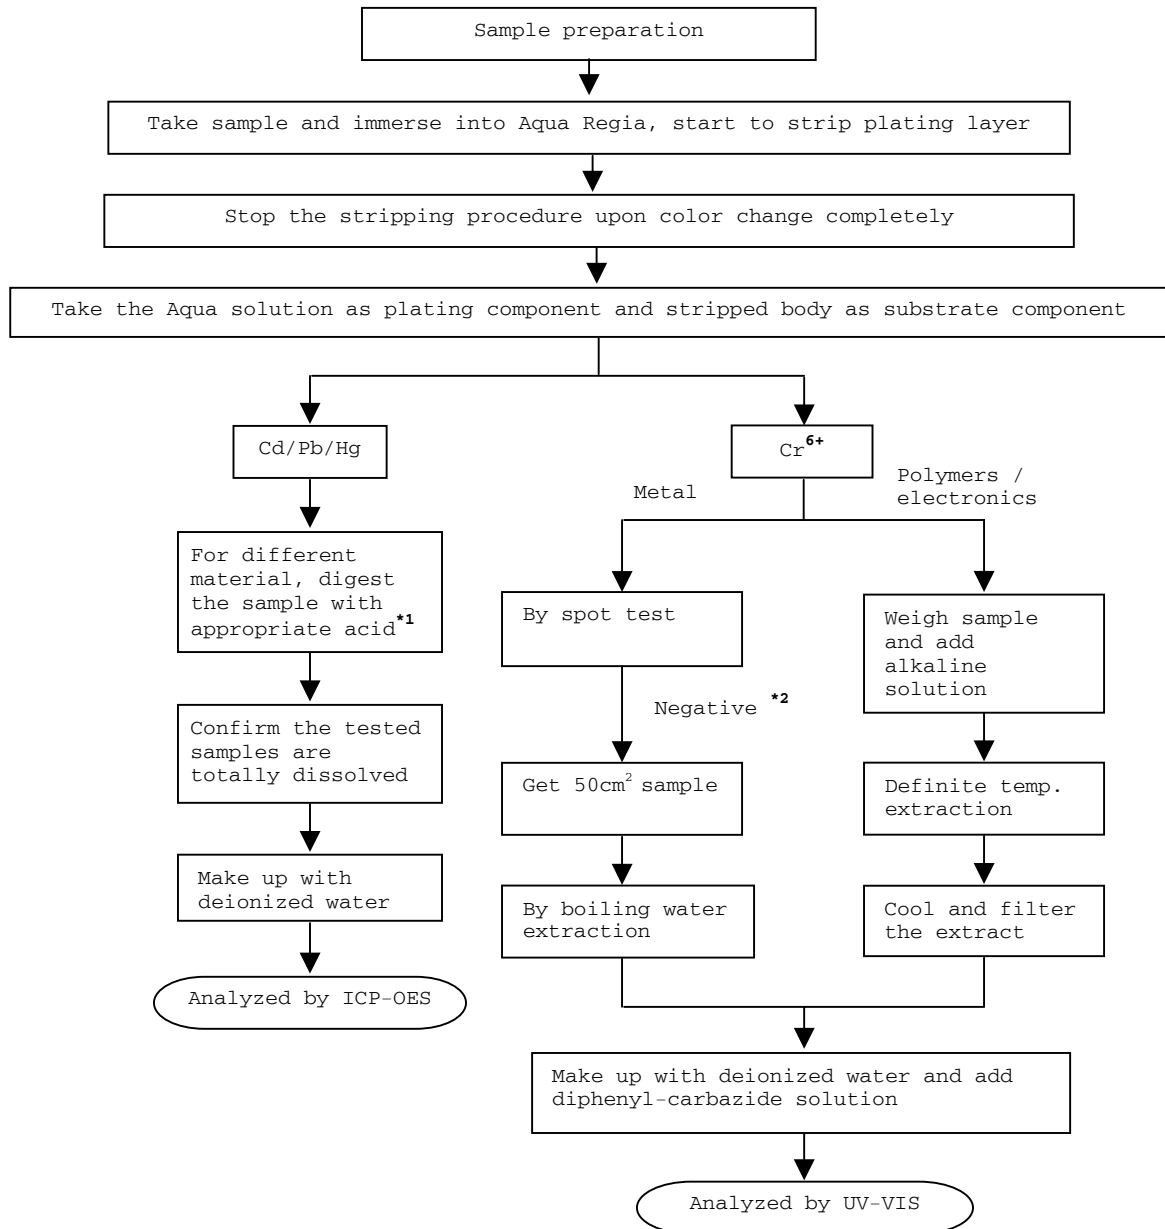 Sample preparation
Take sample and immerse into Aqua Regia, start to strip plating layer
Stop the stripping procedure upon color change completely
Take the Aqua solution as plating component and stripped body as substrate component
Cd/Pb/Hg
For different
material, digest
the sample with
appropriate acid*1
Confirm the tested
samples are
totally dissolved
Make up with
deionized water
Analyzed by ICP-OES
Cr6+
Metal
Polymers /
electronics
By spot test
Negative *2
Get 50cm2 sample
By boiling water
extraction
Weigh sample
and add
alkaline
solution
Definite temp.
extraction
Cool and filter
the extract
Make up with deionized water and add
diphenyl-carbazide solution
Analyzed by UV-VIS